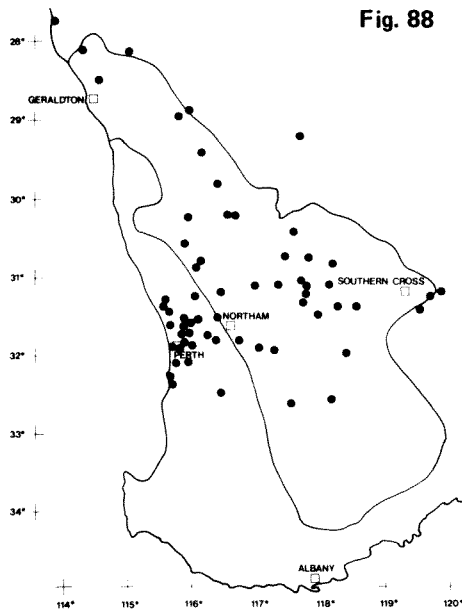 Fig. 88
28°
GERALDTON
29°
30°
31°
SOUTHERN CROSS
NORTHAM
32°
PERTH
33°
34°
ALBANY
114° 115° 116° 117° 118° 119° 120°